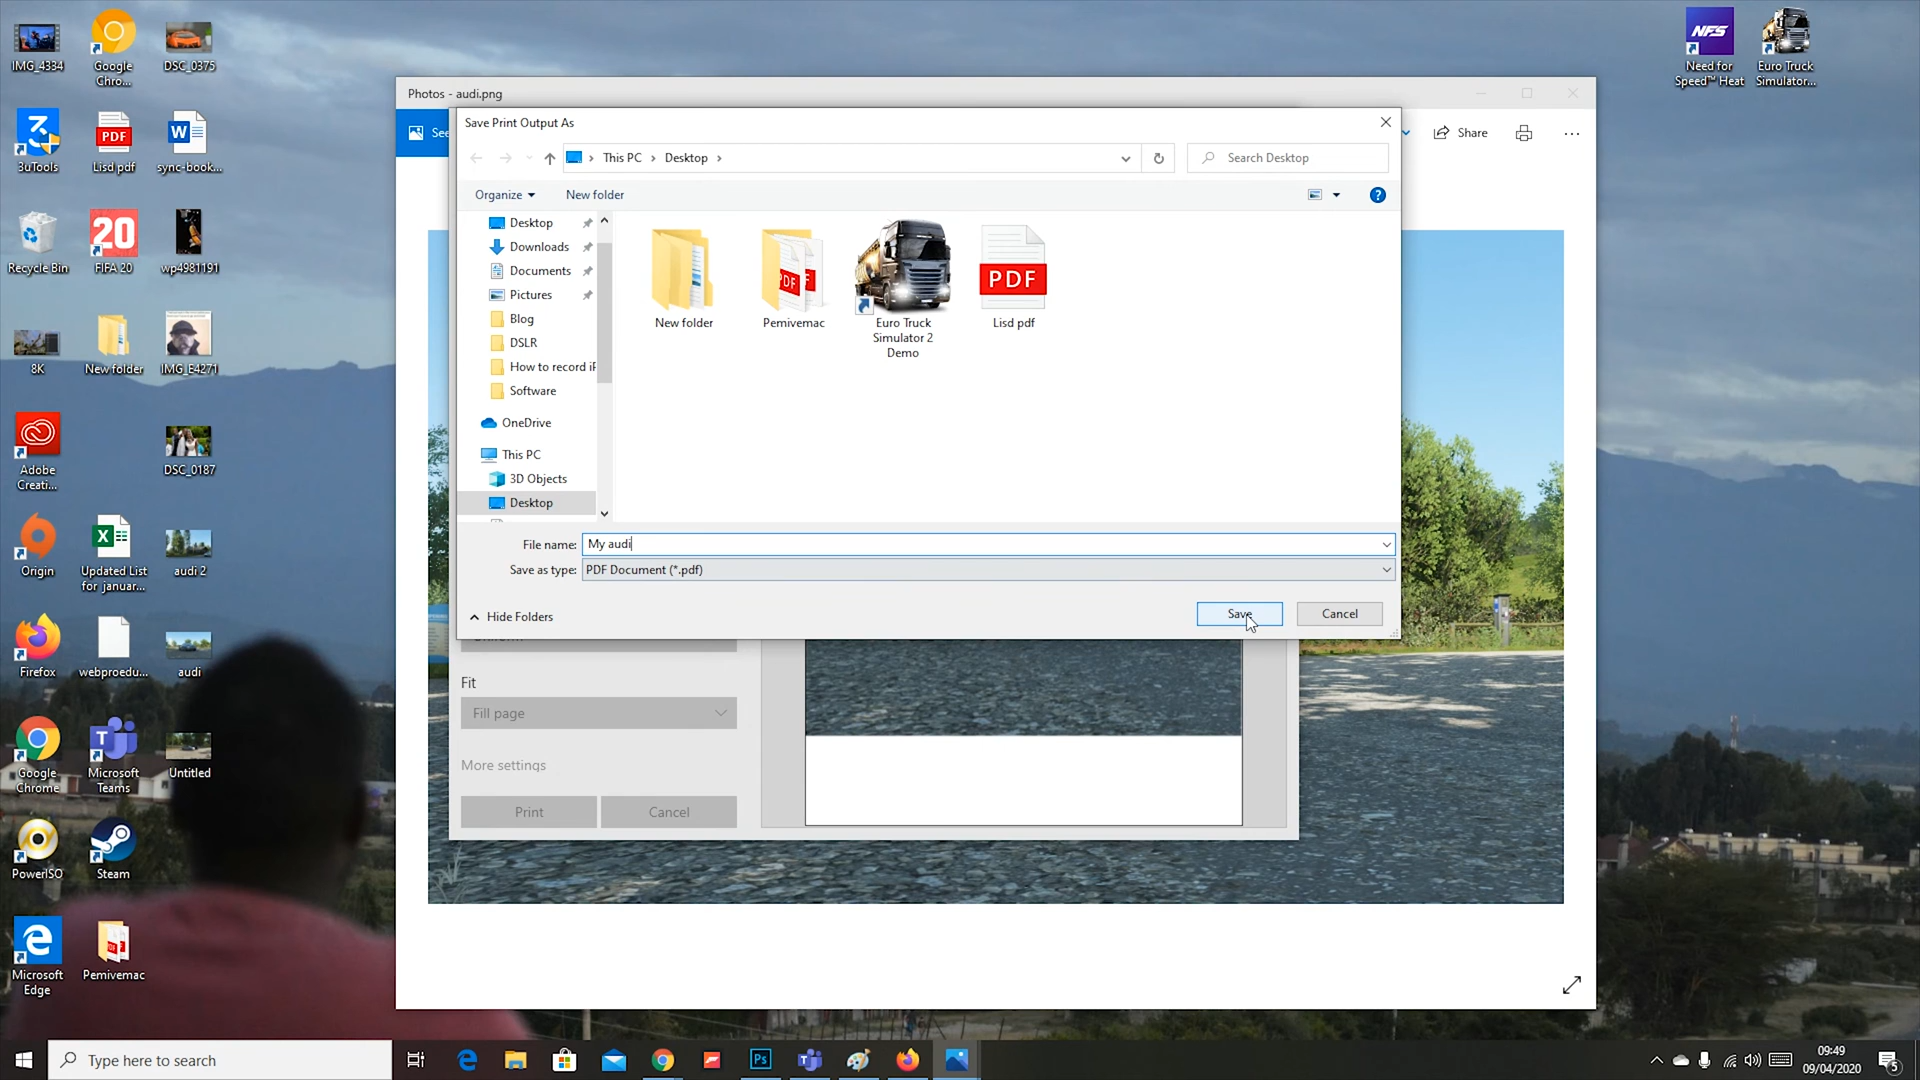 IMG_4334
Google Chro...
DSC_0375
3uTools
PDF
Lisd pdf
sync-book...
Recycle Bin
20
FIFA 20
wp4981191
8K
New folder
IMG_E4271
Adobe Creati...
DSC_0187
Origin
Updated List for januar...
audi 2
Firefox
webproedu...
audi
Google Chrome
Microsoft Teams
Untitled
PowerISO
Steam
Microsoft Edge
Pemivemac
NFS
Need for Speed™ Heat
Euro Truck Simulator...
Photos - audi.png
See
Share
Save Print Output As
This PC
Desktop
Search Desktop
Organize
New folder
Desktop
Downloads
Documents
Pictures
Blog
DSLR
How to record iF
Software
OneDrive
This PC
3D Objects
Desktop
New folder
PDF
Pemivemac
Euro Truck Simulator 2 Demo
PDF
Lisd pdf
File name: My audi
Save as type: PDF Document (*.pdf)
Hide Folders
Save
Cancel
Fit
Fill page
More settings
Print
Cancel
Type here to search
Ps
09:49
09/04/2020
5